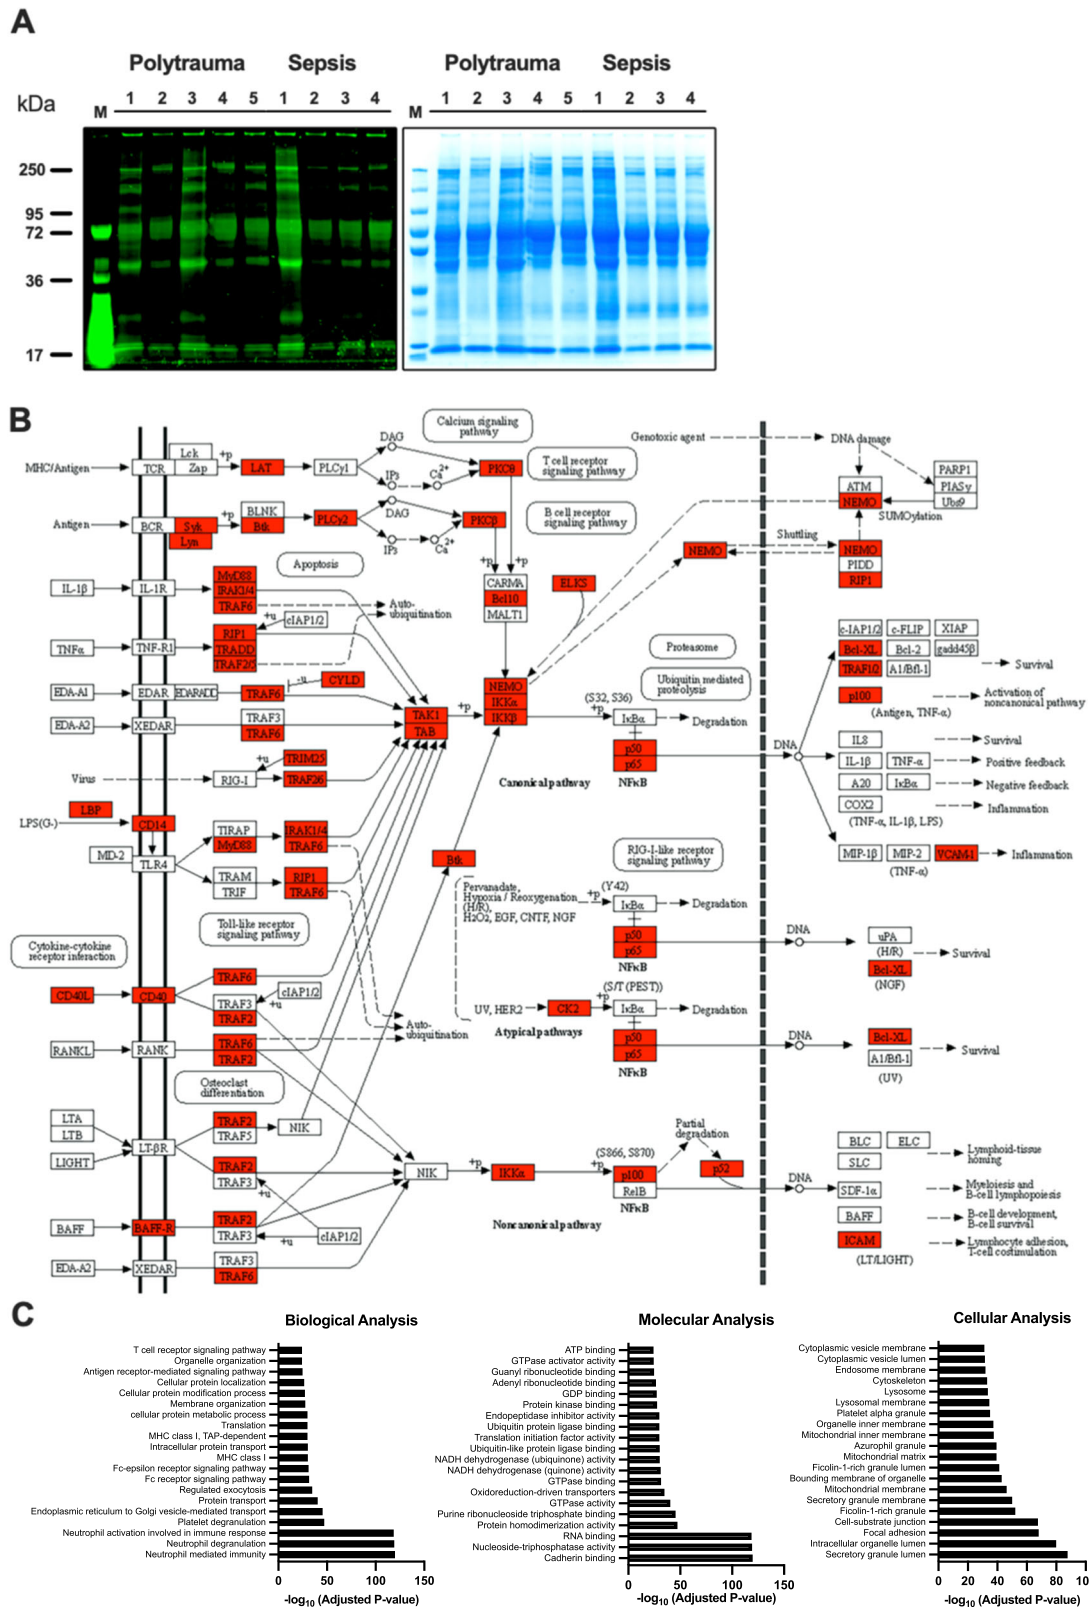 A
Polytrauma Sepsis Polytrauma Sepsis
kDa M 1 2 3 4 5 1 2 3 4 M 1 2 3 4 5 1 2 3 4
250
95
72
36
17
B
Calcium signaling
pathway
Genotoxic agent DNA damage
MHC/Antigen TCR Lck Zap +p LAT PLCγ1 DAG IP3 Ca2+ PKCθ
T cell receptor
signaling pathway
ATM NEMO PARP1 PIASγ Ubs9
SUMOylation
Antigen BCR Syk Lyn +p BLNK Btk PLCγ2 DAG IP3 Ca2+ PKCβ
B cell receptor
signaling pathway
Shuttling
NEMO NEMO PIDD RIP1
+p +p
Apoptosis
CARMA Bcl10 MALT1
ELKS
IL-1β IL-1R MyD88 IRAK1/4 TRAF6
Auto-
ubiquitination
+u cIAP1/2
TNFα TNF-R1 RIP1 TRADD TRAF2/5
Proteasome
Ubiquitin mediated
proteolysis
c-IAP1/2 c-FLIP XIAP
Bcl-XL Bcl-2 gadd45β
TRAF1/2 A1/Bfl-1 Survival
EDA-A1 EDAR EDARADD TRAF6 -u CYLD
p100 Activation of
noncanonical pathway
(Antigen, TNF-α)
EDA-A2 XEDAR TRAF3 TRAF6
TAK1 TAB +p NEMO IKKα IKKβ
(S32, S36)
+p IκBα Degradation
p50
p65
NFκB
Canonical pathway
DNA
IL8 Survival
IL-1β TNF-α Positive feedback
A20 IκBα Negative feedback
COX2 Inflammation
(TNF-α, IL-1β, LPS)
Virus RIG-I +u TRIM25 TRAF26
LBP
LPS(G-) CD14
MD-2 TLR4
TIRAP MyD88 IRAK1/4 TRAF6
TRAM TRIF RIP1 TRAF6
Btk
RIG-I-like receptor
signaling pathway
MIP-1β MIP-2 VCAM-1 Inflammation
(TNF-α)
Toll-like receptor
signaling pathway
Cytokine-cytokine
receptor interaction
Pervanadate,
Hypoxia / Reoxygenation
(H/R),
H2O2, EGF, CNTF, NGF
(Y42)
+p IκBα Degradation
p50
p65
NFκB
DNA
uPA
(H/R) Survival
Bcl-XL
(NGF)
CD40L CD40 TRAF6
TRAF3 TRAF2 +u cIAP1/2
UV, HER2 CK2 +p
(S/T (PEST))
IκBα Degradation
Atypical pathways
p50
p65
NFκB
DNA
Bcl-XL
A1/Bfl-1 Survival
(UV)
Auto-
ubiquitination
RANKL RANK TRAF6 TRAF2
Osteoclast
differentiation
LTA
LTB
LIGHT
LT-βR TRAF2 TRAF5 NIK
TRAF2 TRAF3
+u
NIK +p IKKα +p
(S866, S870)
p100
RelB
NFκB
Partial
degradation
p52
DNA
BLC ELC
SLC
Lymphoid-tissue
homing
SDF-1α Myeloiesis and
B-cell lymphopoiesis
BAFF B-cell development,
B-cell survival
ICAM Lymphocyte adhesion,
T-cell costimulation
(LT/LIGHT)
Noncanonical pathway
BAFF BAFF-R TRAF2 TRAF3 +u cIAP1/2
EDA-A2 XEDAR TRAF3 TRAF6
C
Biological Analysis
T cell receptor signaling pathway
Organelle organization
Antigen receptor-mediated signaling pathway
Cellular protein localization
Cellular protein modification process
Membrane organization
cellular protein metabolic process
Translation
MHC class I, TAP-dependent
Intracellular protein transport
MHC class I
Fc-epsilon receptor signaling pathway
Fc receptor signaling pathway
Regulated exocytosis
Protein transport
Endoplasmic reticulum to Golgi vesicle-mediated transport
Platelet degranulation
Neutrophil activation involved in immune response
Neutrophil degranulation
Neutrophil mediated immunity
0 50 100 150
-log10 (Adjusted P-value)
Molecular Analysis
ATP binding
GTPase activator activity
Guanyl ribonucleotide binding
Adenyl ribonucleotide binding
GDP binding
Protein kinase binding
Endopeptidase inhibitor activity
Ubiquitin protein ligase binding
Translation initiation factor activity
Ubiquitin-like protein ligase binding
NADH dehydrogenase (ubiquinone) activity
NADH dehydrogenase (quinone) activity
GTPase binding
Oxidoreduction-driven transporters
GTPase activity
Purine ribonucleoside triphosphate binding
Protein homodimerization activity
RNA binding
Nucleoside-triphosphatase activity
Cadherin binding
0 50 100 150
-log10 (Adjusted P-value)
Cellular Analysis
Cytoplasmic vesicle membrane
Cytoplasmic vesicle lumen
Endosome membrane
Cytoskeleton
Lysosome
Lysosomal membrane
Platelet alpha granule
Organelle inner membrane
Mitochondrial inner membrane
Azurophil granule
Mitochondrial matrix
Ficolin-1-rich granule lumen
Bounding membrane of organelle
Mitochondrial membrane
Secretory granule membrane
Ficolin-1-rich granule
Cell-substrate junction
Focal adhesion
Intracellular organelle lumen
Secretory granule lumen
0 20 40 60 80 10
-log10 (Adjusted P-value)